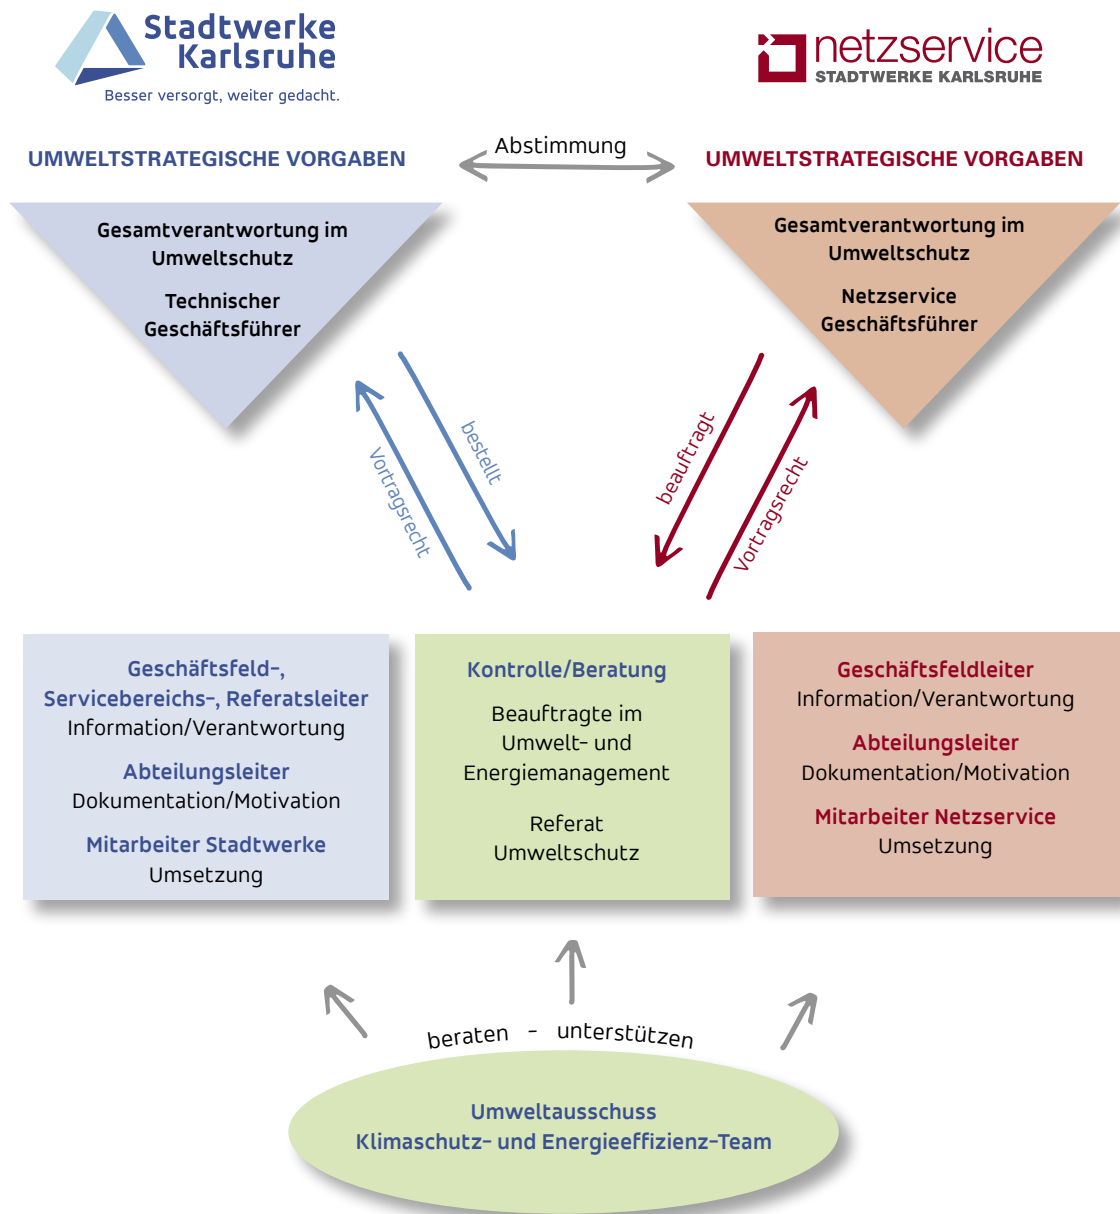 Stadtwerke
Karlsruhe
Besser versorgt, weiter gedacht.
netzservice
STADTWERKE KARLSRUHE
UMWELTSTRATEGISCHE VORGABEN
Abstimmung
UMWELTSTRATEGISCHE VORGABEN
Gesamtverantwortung im
Umweltschutz
Technischer
Geschäftsführer
Gesamtverantwortung im
Umweltschutz
Netzservice
Geschäftsführer
Vortragsrecht
bestellt
beauftragt
Vortragsrecht
Geschäftsfeld-,
Servicebereichs-, Referatsleiter
Information/Verantwortung
Abteilungsleiter
Dokumentation/Motivation
Mitarbeiter Stadtwerke
Umsetzung
Kontrolle/Beratung
Beauftragte im
Umwelt- und
Energiemanagement
Referat
Umweltschutz
Geschäftsfeldleiter
Information/Verantwortung
Abteilungsleiter
Dokumentation/Motivation
Mitarbeiter Netzservice
Umsetzung
beraten - unterstützen
Umweltausschuss
Klimaschutz- und Energieeffizienz-Team